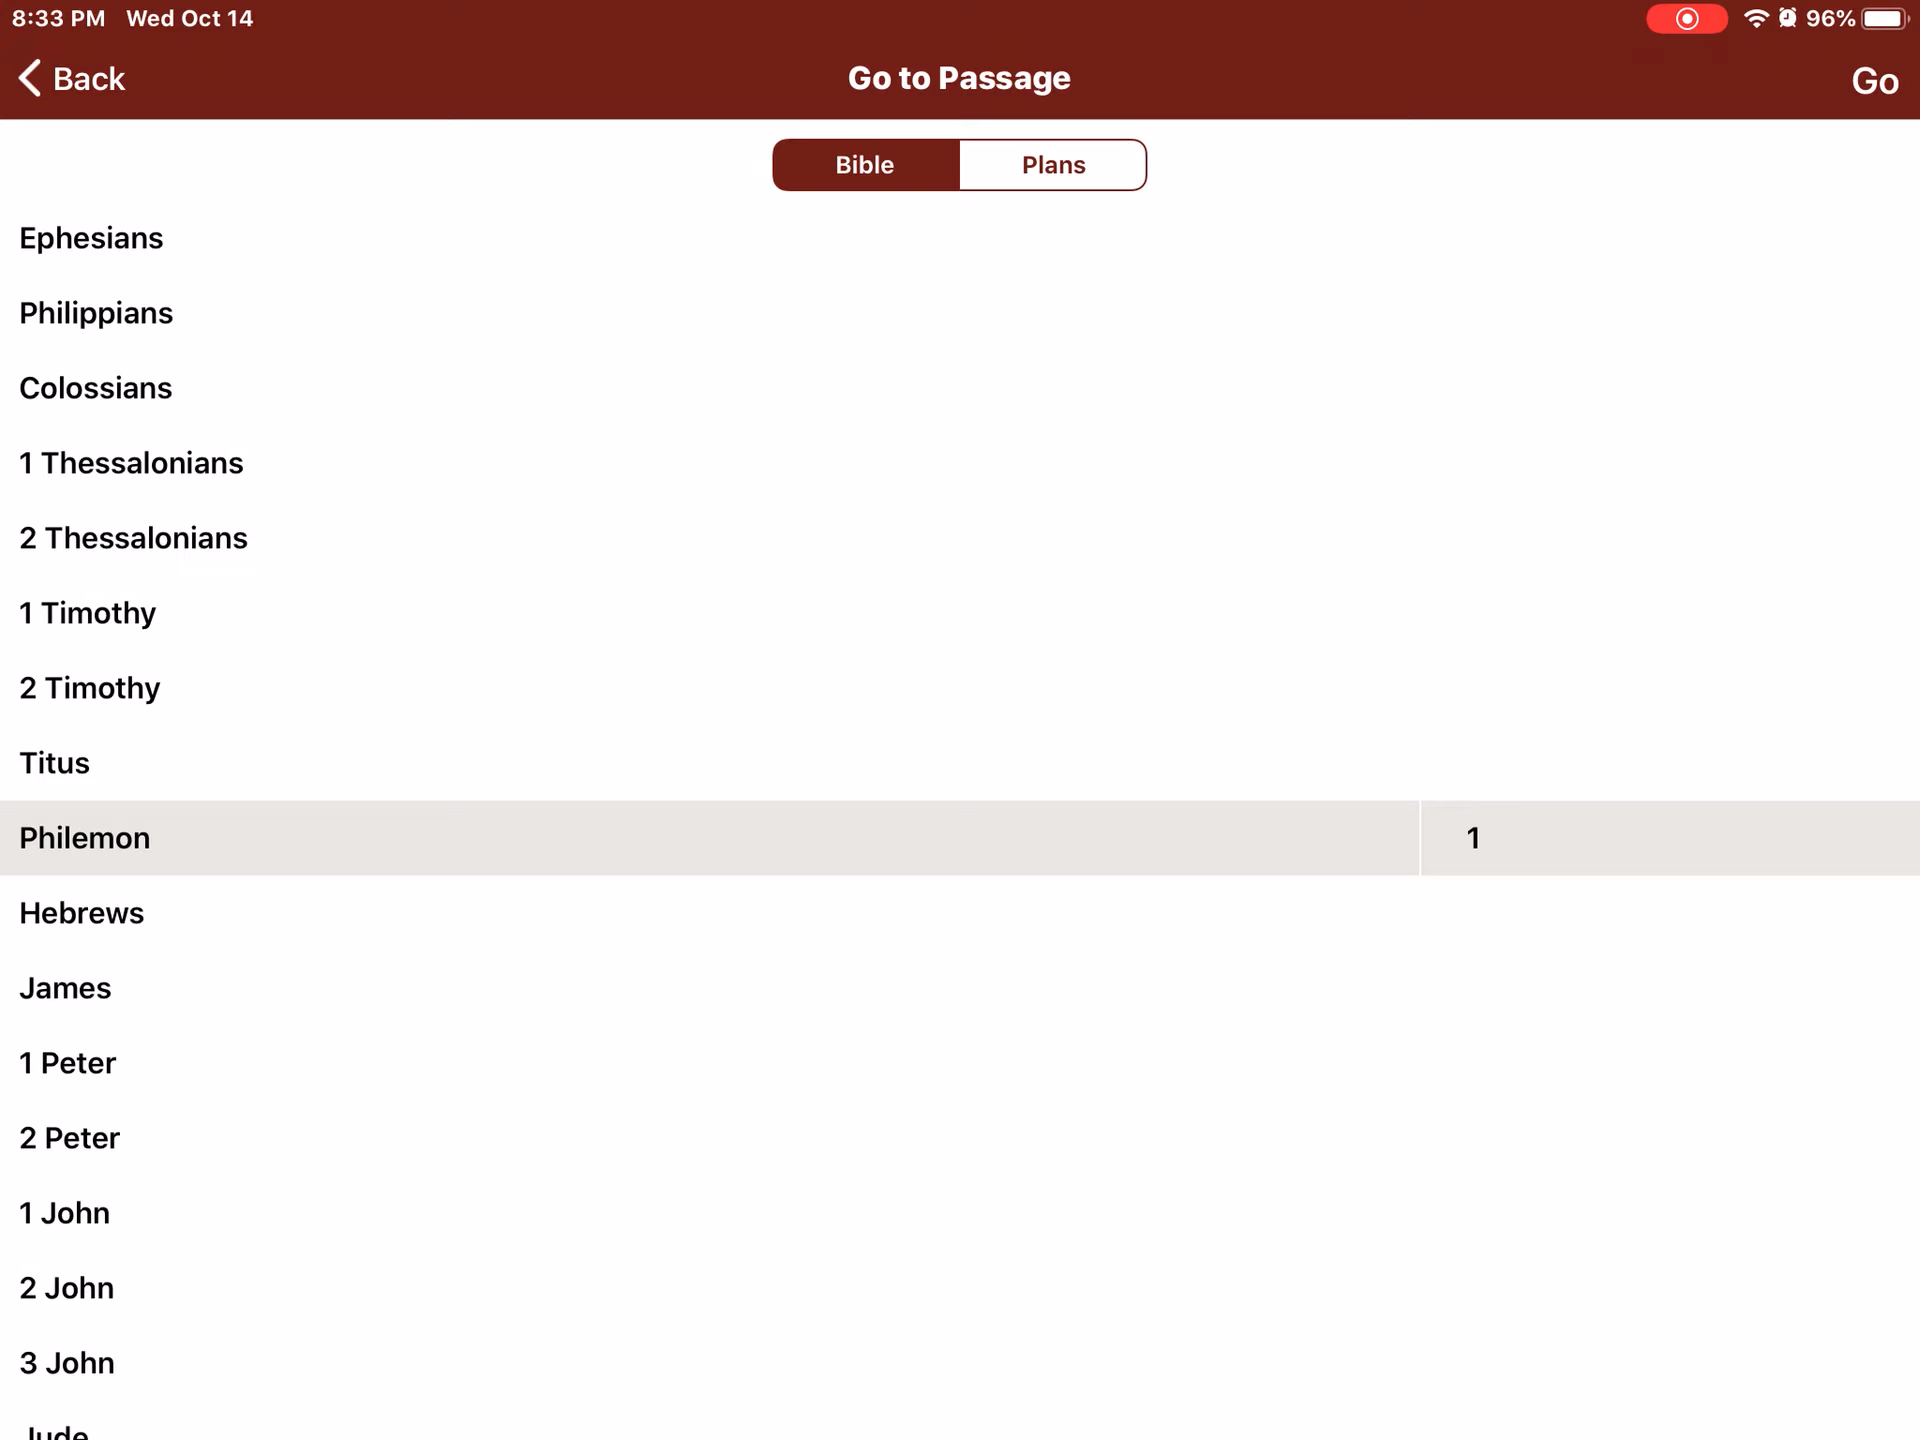 8:33 PM Wed Oct 14 96%
Back Go to Passage Go
Bible Plans
Ephesians
Philippians
Colossians
1 Thessalonians
2 Thessalonians
1 Timothy
2 Timothy
Titus
Philemon 1
Hebrews
James
1 Peter
2 Peter
1 John
2 John
3 John
Jude